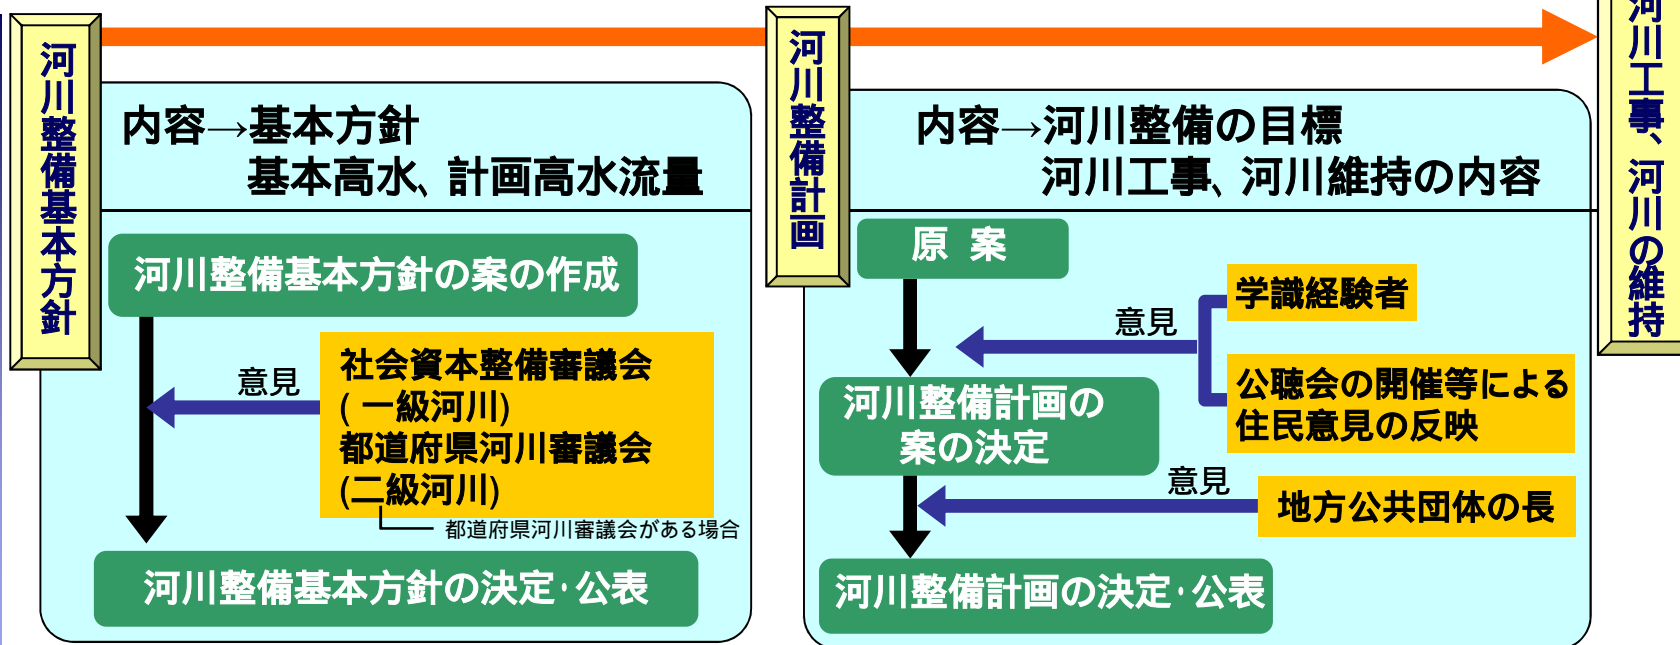 河川整備基本方針
内容→基本方針
基本高水、計画高水流量
河川整備基本方針の案の作成
意見
社会資本整備審議会
(一級河川)
都道府県河川審議会
(二級河川)
都道府県河川審議会がある場合
河川整備基本方針の決定・公表
河川整備計画
内容→河川整備の目標
河川工事、河川維持の内容
原 案
意見
学識経験者
公聴会の開催等による
住民意見の反映
河川整備計画の
案の決定
意見
地方公共団体の長
河川整備計画の決定・公表
河川工事、河川の維持